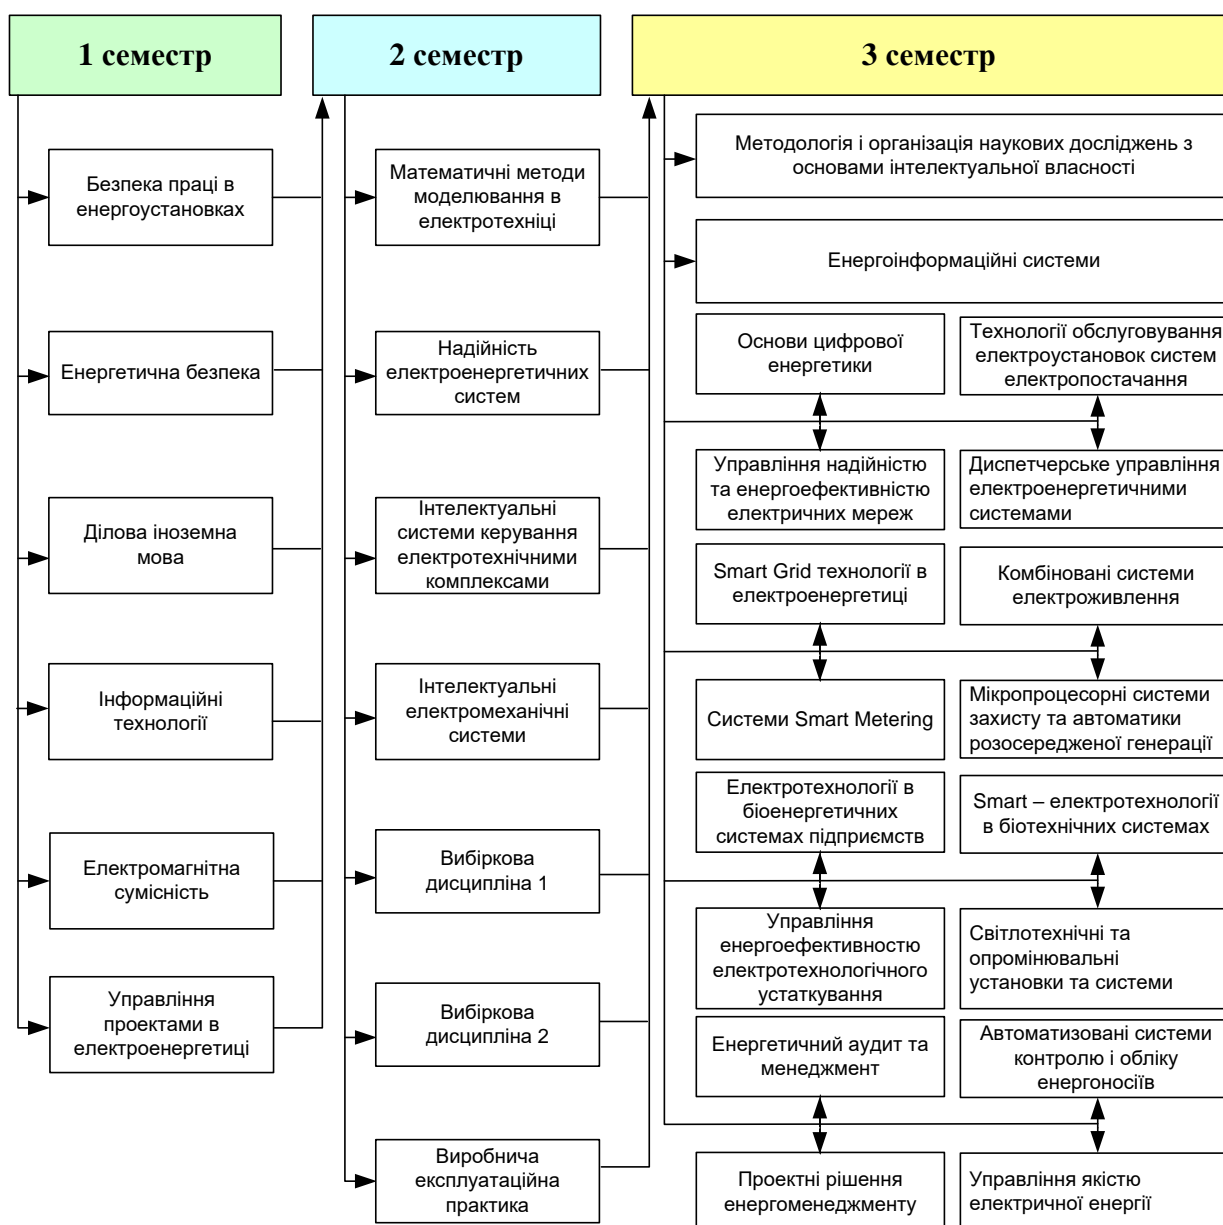 1 семестр
Безпека праці в
енергоустановках
Енергетична безпека
Ділова іноземна
мова
Інформаційні
технології
Електромагнітна
сумісність
Управління
проектами в
електроенергетиці
2 семестр
Математичні методи
моделювання в
електротехніці
Надійність
електроенергетичних
систем
Інтелектуальні
системи керування
електротехнічними
комплексами
Інтелектуальні
електромеханічні
системи
Вибіркова
дисципліна 1
Вибіркова
дисципліна 2
Виробнича
експлуатаційна
практика
3 семестр
Методологія і організація наукових досліджень з
основами інтелектуальної власності
Енергоінформаційні системи
Основи цифрової
енергетики
Технології обслуговування
електроустановок систем
електропостачання
Управління надійністю
та енергоефективністю
електричних мереж
Диспетчерське управління
електроенергетичними
системами
Smart Grid технології в
електроенергетиці
Комбіновані системи
електроживлення
Системи Smart Metering
Мікропроцесорні системи
захисту та автоматики
розосередженої генерації
Електротехнології в
біоенергетичних
системах підприємств
Smart – електротехнології
в біотехнічних системах
Управління
енергоефективностю
електротехнологічного
устаткування
Світлотехнічні та
опромінювальні
установки та системи
Енергетичний аудит та
менеджмент
Автоматизовані системи
контролю і обліку
енергоносіїв
Проектні рішення
енергоменеджменту
Управління якістю
електричної енергії